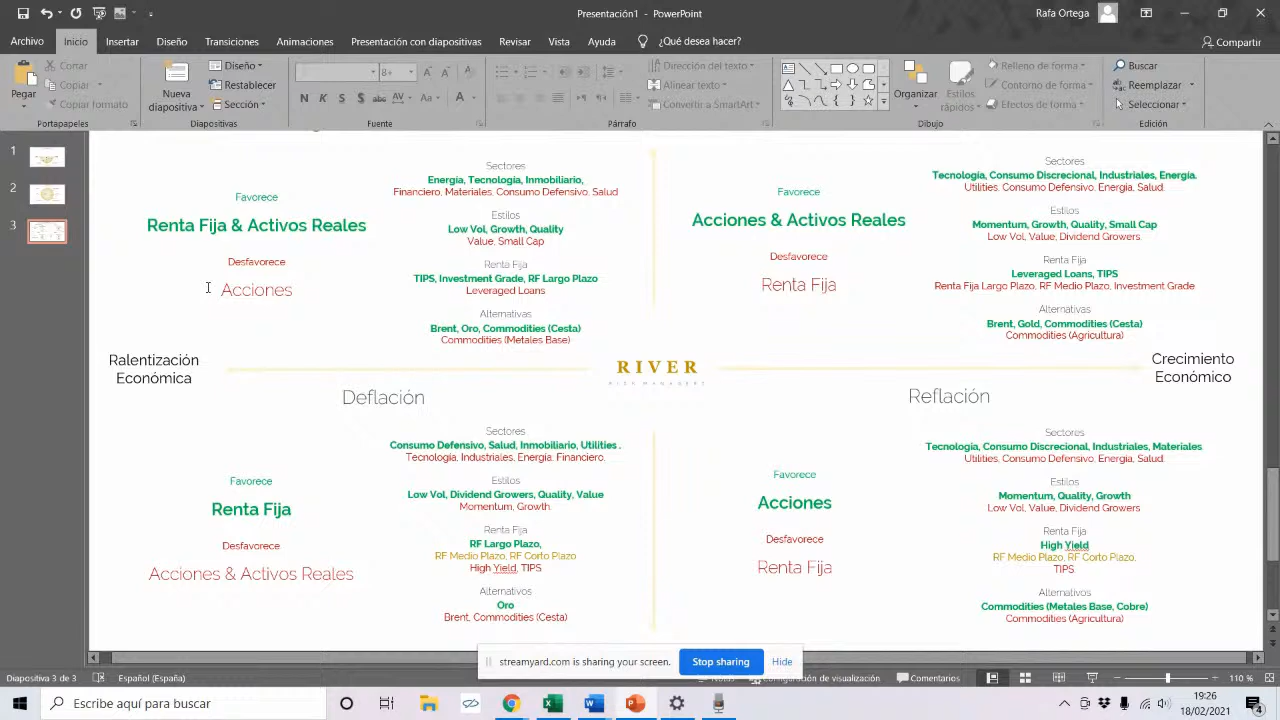 Presentación1 - PowerPoint
Rafa Ortega
Archivo
Inicio
Insertar
Diseño
Transiciones
Animaciones
Presentación con diapositivas
Revisar
Vista
Ayuda
¿Qué desea hacer?
Compartir
Pegar
Cortar
Copiar
Copiar formato
Portapapeles
Nueva
diapositiva
Diseño
Restablecer
Sección
Diapositivas
8+
N K S S abc AV Aa A
Fuente
Dirección del texto
Alinear texto
Convertir a SmartArt
Párrafo
Organizar
Estilos
rápidos
Relleno de forma
Contorno de forma
Efectos de forma
Dibujo
Buscar
Reemplazar
Seleccionar
Edición
1
2
3
Favorece
Renta Fija & Activos Reales
Desfavorece
Acciones
Sectores
Energía, Tecnología, Inmobiliario,
Financiero, Materiales, Consumo Defensivo, Salud
Estilos
Low Vol, Growth, Quality
Value, Small Cap
Renta Fija
TIPS, Investment Grade, RF Largo Plazo
Leveraged Loans
Alternativas
Brent, Oro, Commodities (Cesta)
Commodities (Metales Base)
Favorece
Acciones & Activos Reales
Desfavorece
Renta Fija
Sectores
Tecnología, Consumo Discrecional, Industriales, Energía.
Utilities, Consumo Defensivo, Energía, Salud.
Estilos
Momentum, Growth, Quality, Small Cap
Low Vol, Value, Dividend Growers
Renta Fija
Leveraged Loans, TIPS
Renta Fija Largo Plazo, RF Medio Plazo, Investment Grade
Alternativas
Brent, Gold, Commodities (Cesta)
Commodities (Agricultura)
Ralentización
Económica
RIVER
RISK MANAGERS
Crecimiento
Económico
Deflación
Reflación
Favorece
Renta Fija
Desfavorece
Acciones & Activos Reales
Sectores
Consumo Defensivo, Salud, Inmobiliario, Utilities .
Tecnología, Industriales, Energía, Financiero.
Estilos
Low Vol, Dividend Growers, Quality, Value
Momentum, Growth.
Renta Fija
RF Largo Plazo,
RF Medio Plazo, RF Corto Plazo
High Yield, TIPS
Alternativos
Oro
Brent, Commodities (Cesta)
Favorece
Acciones
Desfavorece
Renta Fija
Sectores
Tecnología, Consumo Discrecional, Industriales, Materiales
Utilities, Consumo Defensivo, Energía, Salud.
Estilos
Momentum, Quality, Growth
Low Vol, Value, Dividend Growers
Renta Fija
High Yield
RF Medio Plazo, RF Corto Plazo,
TIPS
Alternativos
Commodities (Metales Base, Cobre)
Commodities (Agricultura)
streamyard.com is sharing your screen.
Stop sharing
Hide
Diapositiva 3 de 3
Español (España)
Notas
Configuración de visualización
Comentarios
110 %
Escribe aquí para buscar
19:26
18/02/2021
4